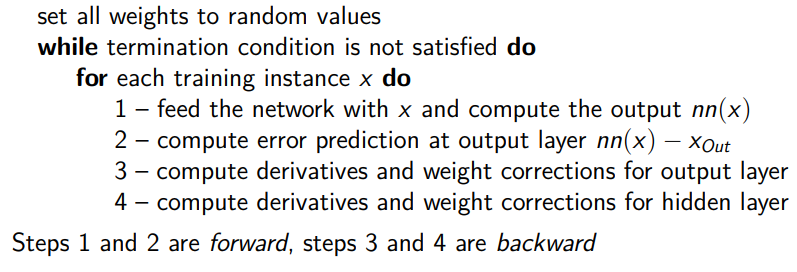 set all weights to random values
while termination condition is not satisfied do
for each training instance x do
1 – feed the network with x and compute the output nn(x)
2 – compute error prediction at output layer nn(x) − x_Out
3 – compute derivatives and weight corrections for output layer
4 – compute derivatives and weight corrections for hidden layer
Steps 1 and 2 are forward, steps 3 and 4 are backward